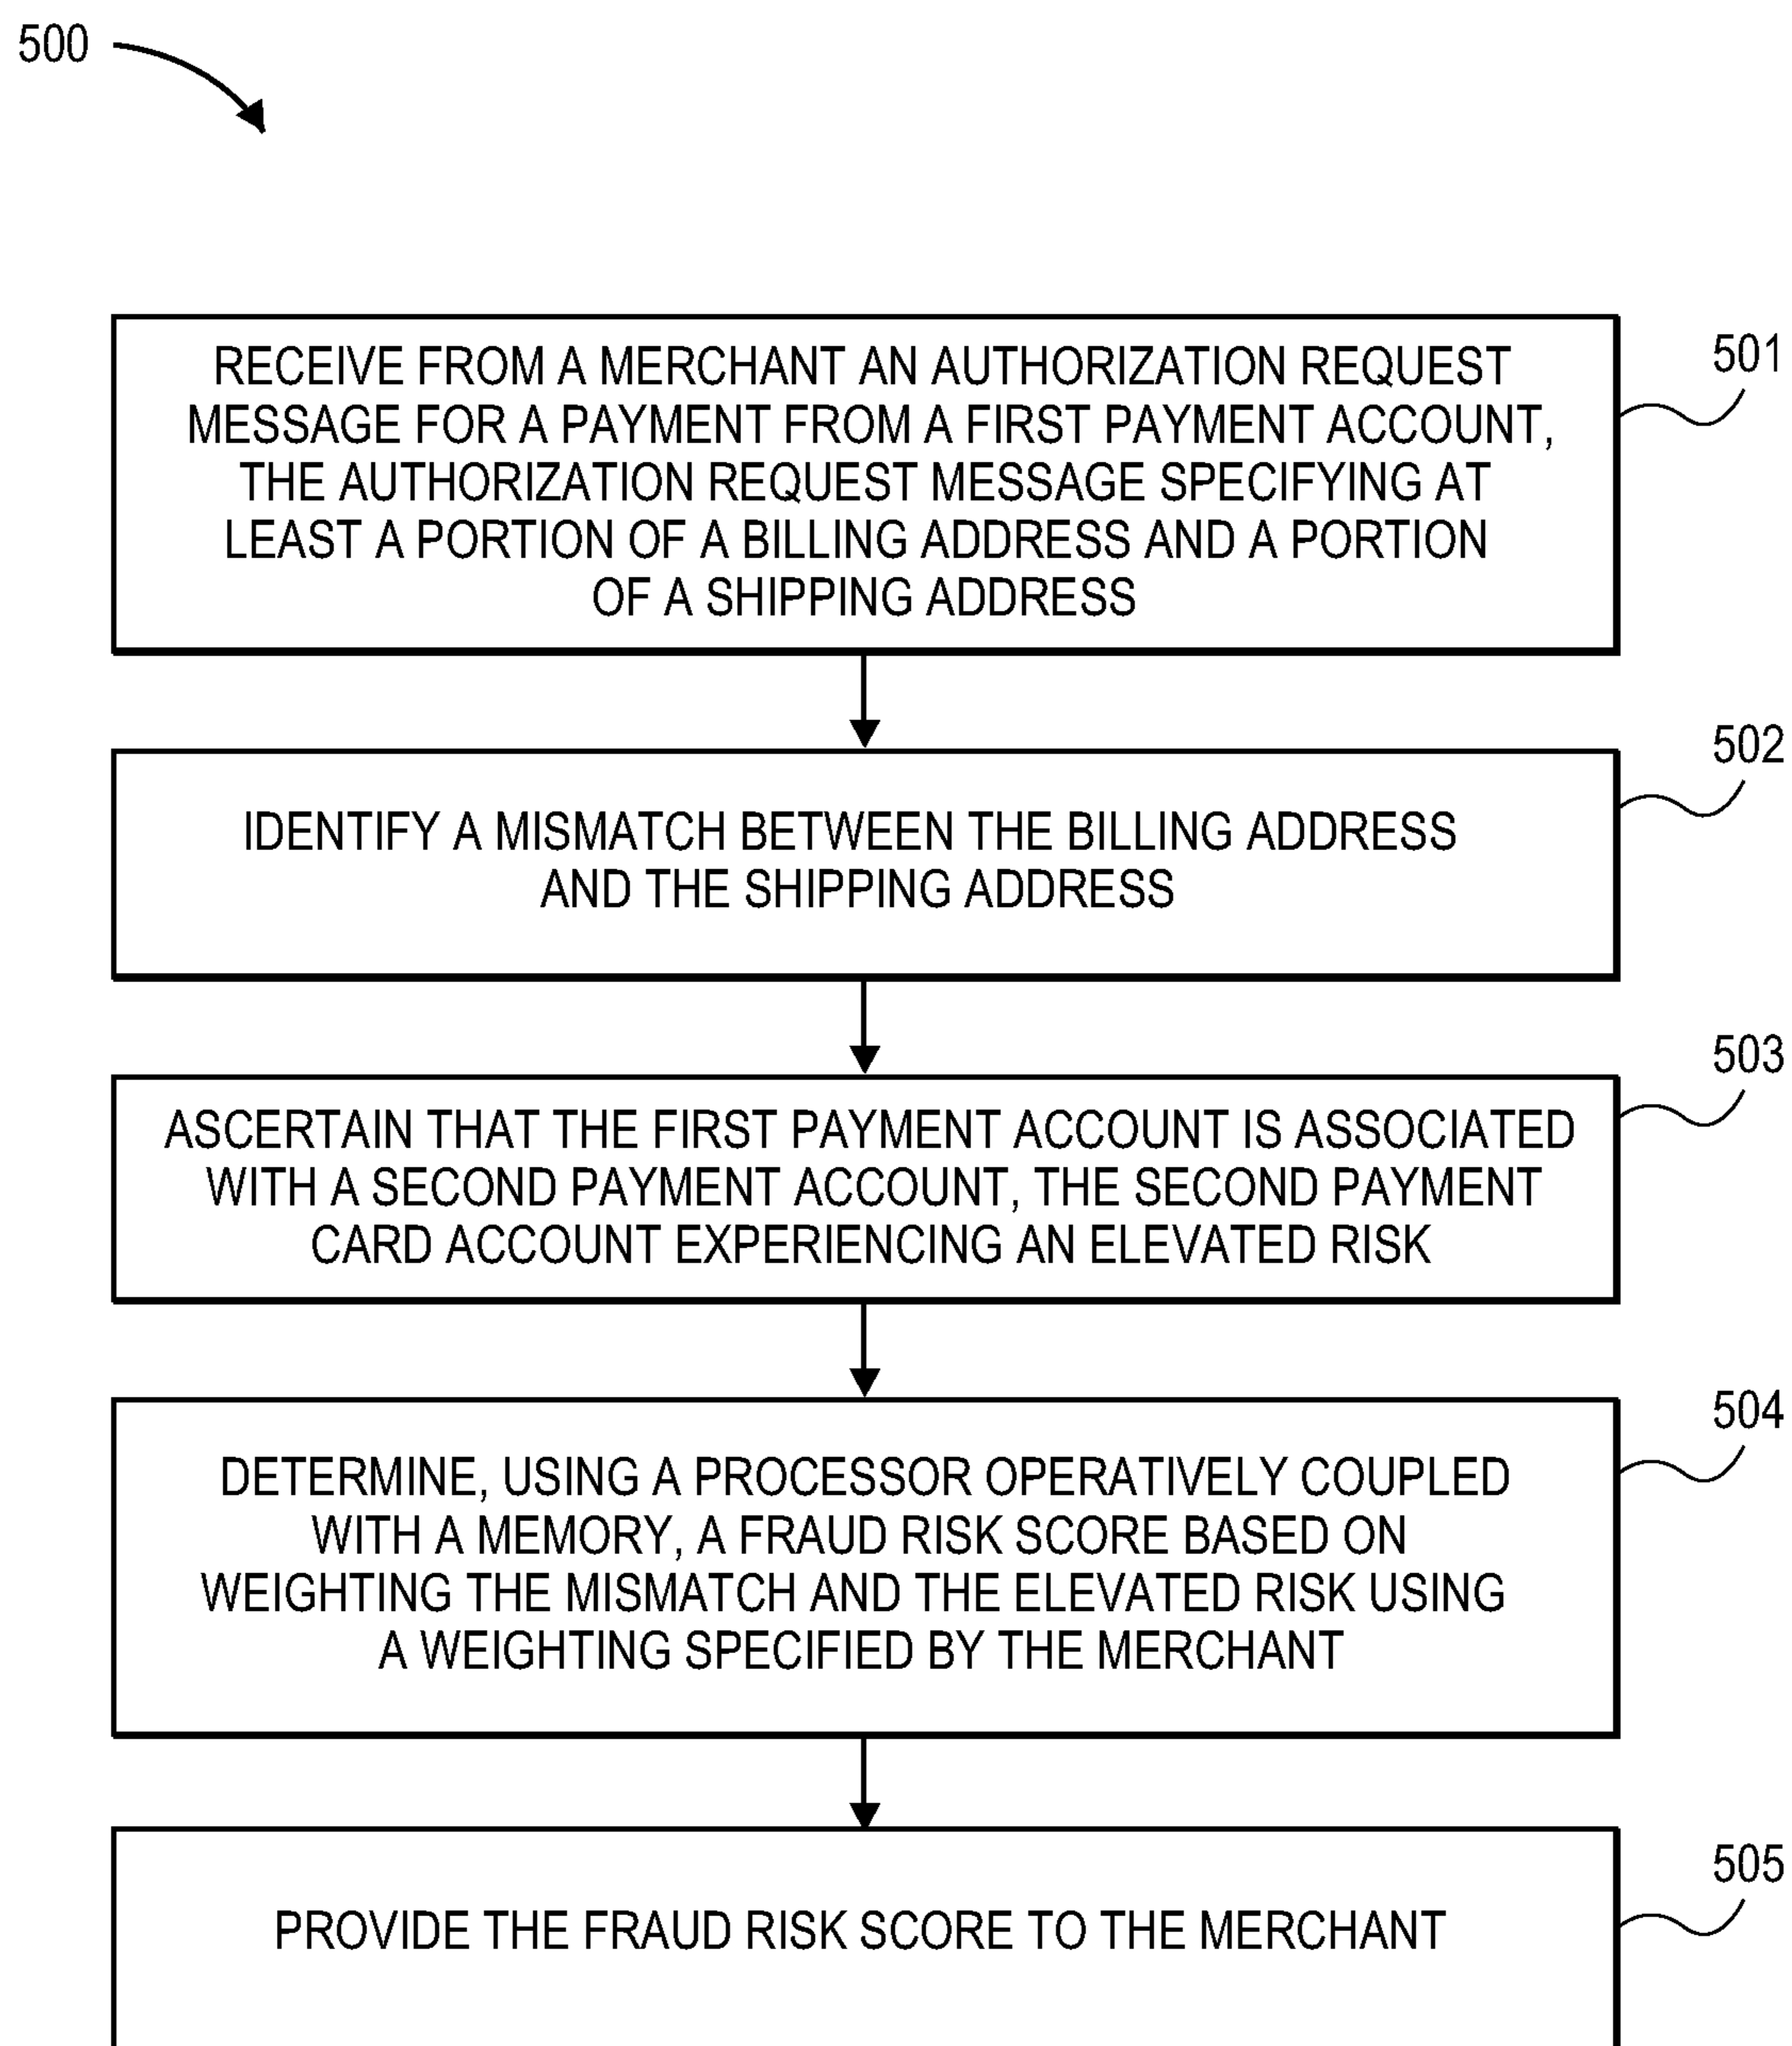 500
RECEIVE FROM A MERCHANT AN AUTHORIZATION REQUEST
MESSAGE FOR A PAYMENT FROM A FIRST PAYMENT ACCOUNT,
THE AUTHORIZATION REQUEST MESSAGE SPECIFYING AT
LEAST A PORTION OF A BILLING ADDRESS AND A PORTION
OF A SHIPPING ADDRESS
501
IDENTIFY A MISMATCH BETWEEN THE BILLING ADDRESS
AND THE SHIPPING ADDRESS
502
ASCERTAIN THAT THE FIRST PAYMENT ACCOUNT IS ASSOCIATED
WITH A SECOND PAYMENT ACCOUNT, THE SECOND PAYMENT
CARD ACCOUNT EXPERIENCING AN ELEVATED RISK
503
DETERMINE, USING A PROCESSOR OPERATIVELY COUPLED
WITH A MEMORY, A FRAUD RISK SCORE BASED ON
WEIGHTING THE MISMATCH AND THE ELEVATED RISK USING
A WEIGHTING SPECIFIED BY THE MERCHANT
504
PROVIDE THE FRAUD RISK SCORE TO THE MERCHANT
505